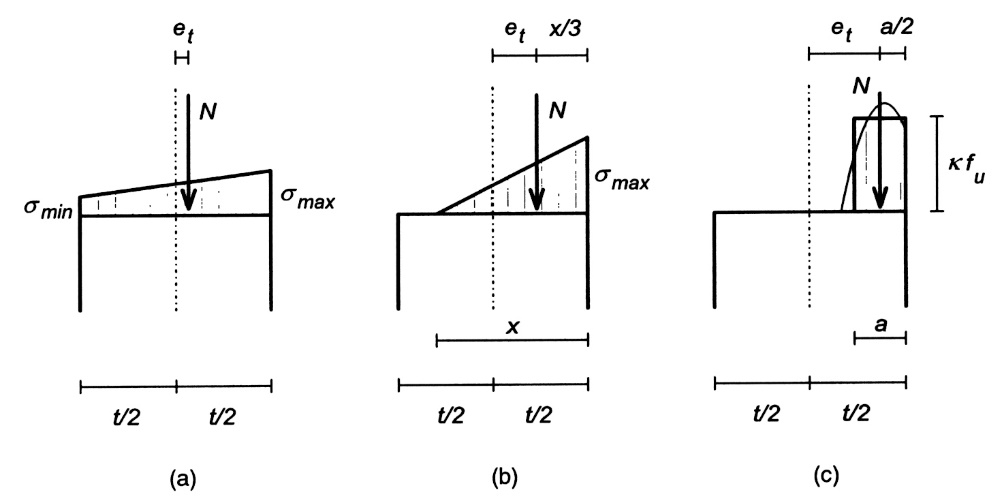 e_t
N
σ_min
σ_max
t/2 t/2
(a)
e_t x/3
N
σ_max
x
t/2 t/2
(b)
e_t a/2
N
κf_u
a
t/2 t/2
(c)